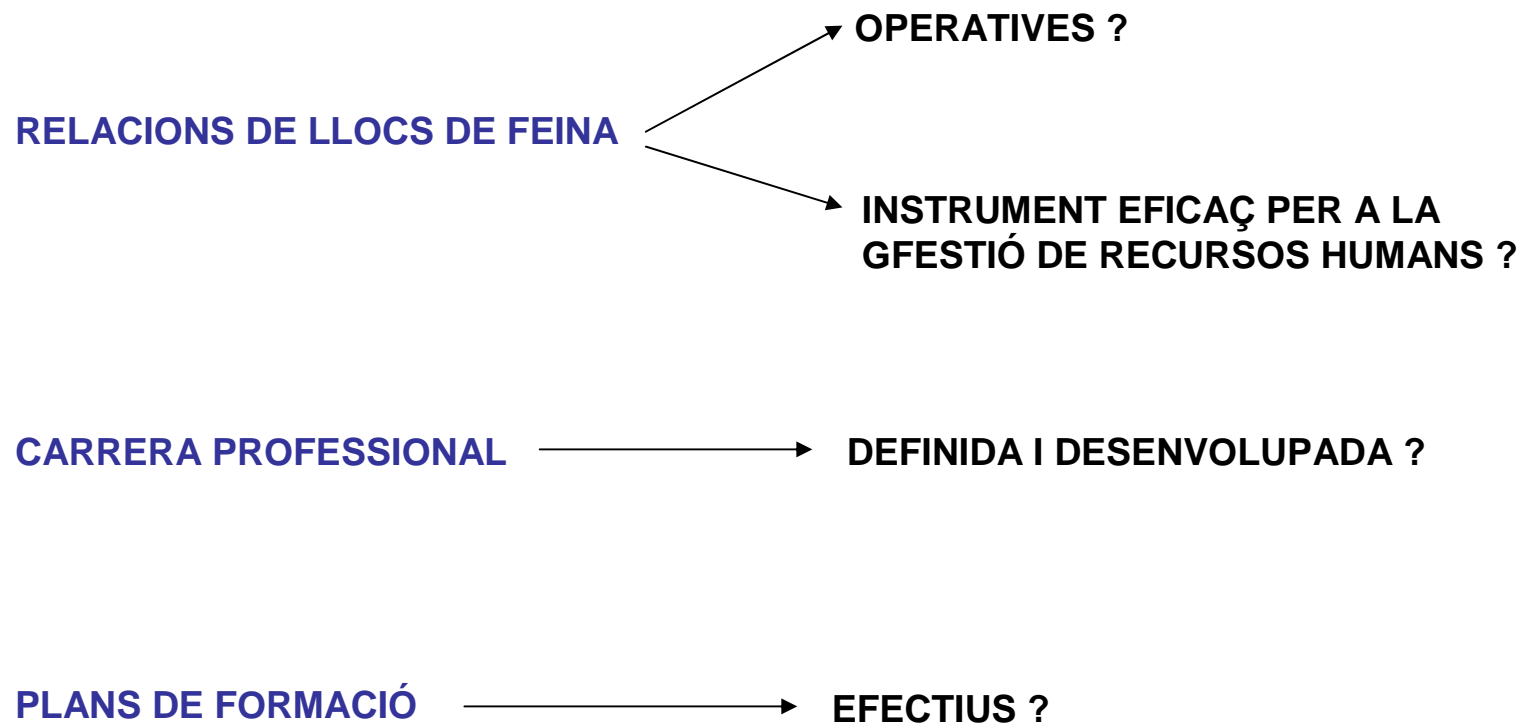 OPERATIVES ?
RELACIONS DE LLOCS DE FEINA
INSTRUMENT EFICAÇ PER A LA
GFESTIÓ DE RECURSOS HUMANS ?
CARRERA PROFESSIONAL
DEFINIDA I DESENVOLUPADA ?
PLANS DE FORMACIÓ
EFECTIUS ?